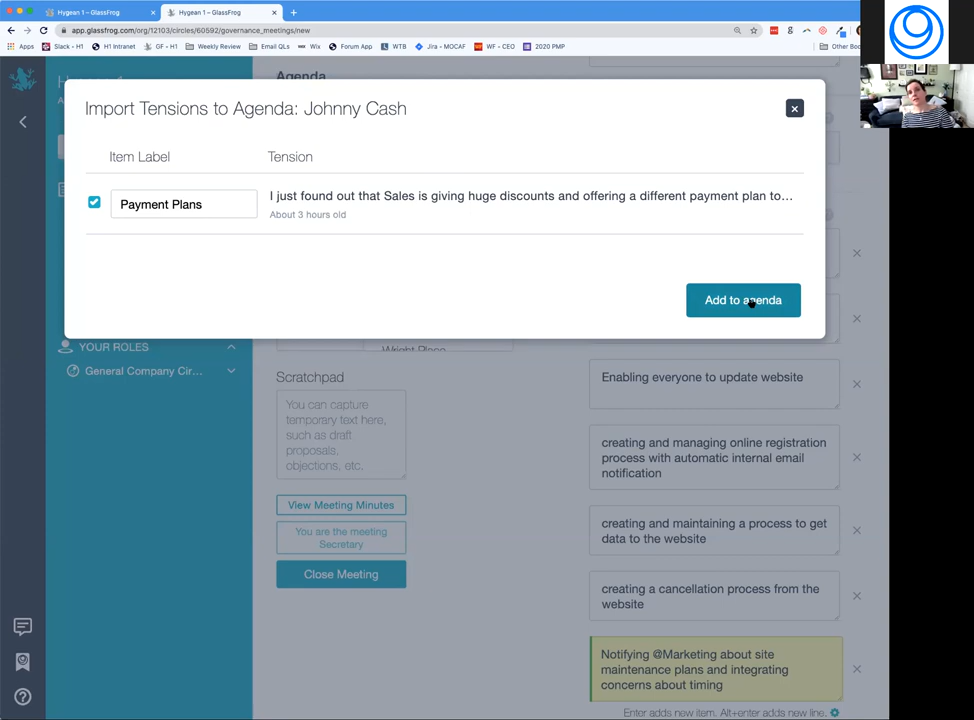 Hygean 1 – GlassFrog
Hygean 1 – GlassFrog
app.glassfrog.com/org/12103/circles/60592/governance_meetings/new
Apps
Slack - H1
H1 Intranet
GF - H1
Weekly Review
Email QLs
Wix
Forum App
WTB
Jira - MOCAF
WF - CEO
2020 PMP
Other Boo
Agenda
Import Tensions to Agenda: Johnny Cash
Item Label
Tension
Payment Plans
I just found out that Sales is giving huge discounts and offering a different payment plan to...
About 3 hours old
Add to agenda
YOUR ROLES
General Company Cir...
Wright Place
Scratchpad
You can capture
temporary text here,
such as draft
proposals,
objections, etc.
View Meeting Minutes
You are the meeting
Secretary
Close Meeting
Enabling everyone to update website
creating and managing online registration
process with automatic internal email
notification
creating and maintaining a process to get
data to the website
creating a cancellation process from the
website
Notifying @Marketing about site
maintenance plans and integrating
concerns about timing
Enter adds new item. Alt+enter adds new line.